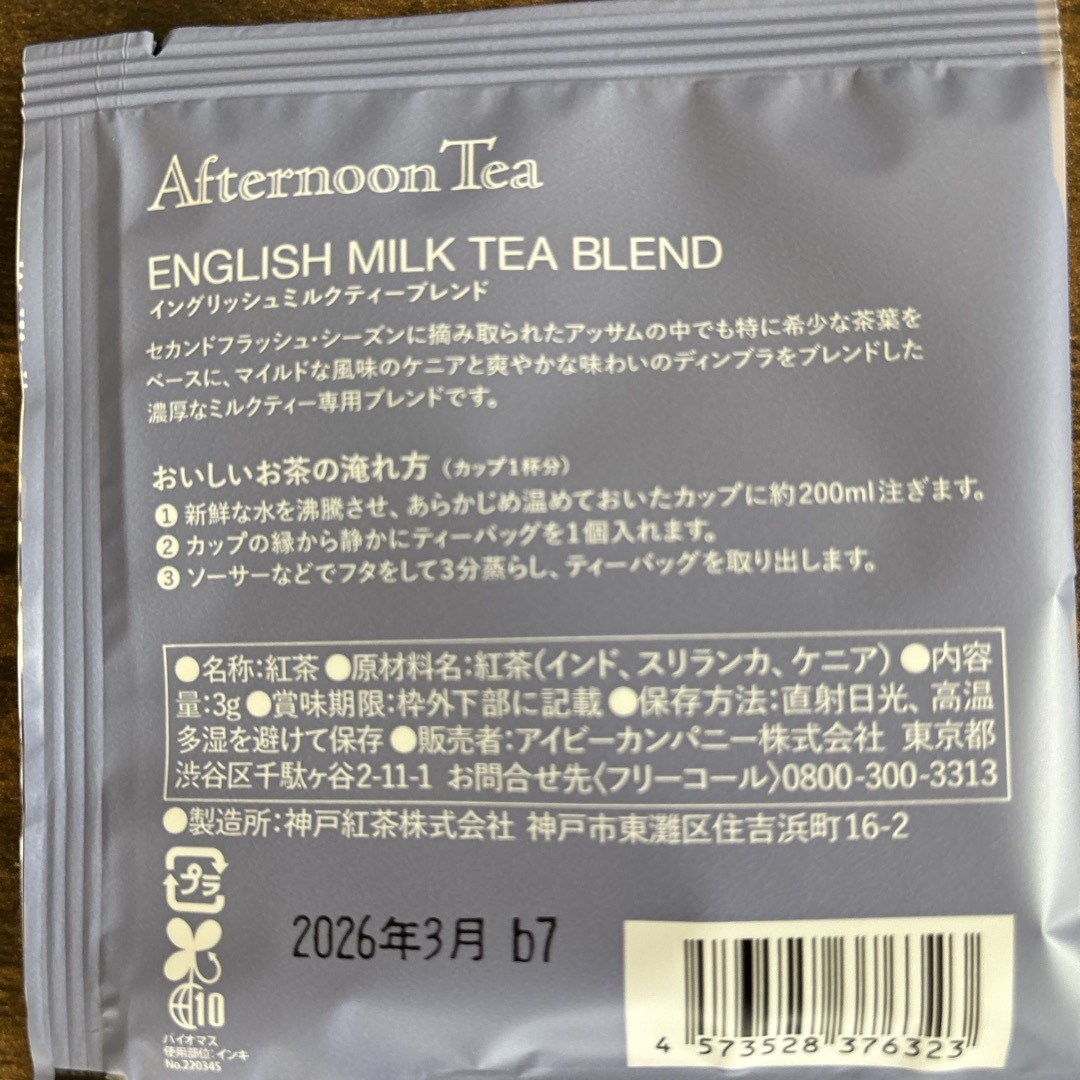 Afternoon Tea
ENGLISH MILK TEA BLEND
イングリッシュミルクティーブレンド
セカンドフラッシュ・シーズンに摘み取られたアッサムの中でも特に希少な茶葉を
ベースに、マイルドな風味のケニアと爽やかな味わいのディンブラをブレンドした
濃厚なミルクティー専用ブレンドです。
おいしいお茶の淹れ方（カップ1杯分）
❶ 新鮮な水を沸騰させ、あらかじめ温めておいたカップに約200ml注ぎます。
❷ カップの縁から静かにティーバッグを1個入れます。
❸ ソーサーなどでフタをして3分蒸らし、ティーバッグを取り出します。
●名称:紅茶 ●原材料名:紅茶(インド、スリランカ、ケニア) ●内容
量:3g ●賞味期限:枠外下部に記載 ●保存方法:直射日光、高温
多湿を避けて保存 ●販売者:アイビーカンパニー株式会社 東京都
渋谷区千駄ヶ谷2-11-1 お問合せ先〈フリーコール〉0800-300-3313
●製造所:神戸紅茶株式会社 神戸市東灘区住吉浜町16-2
プラ
2026年3月 b7
10
バイオマス
使用部位:インキ
No.220345
4 573528 376323